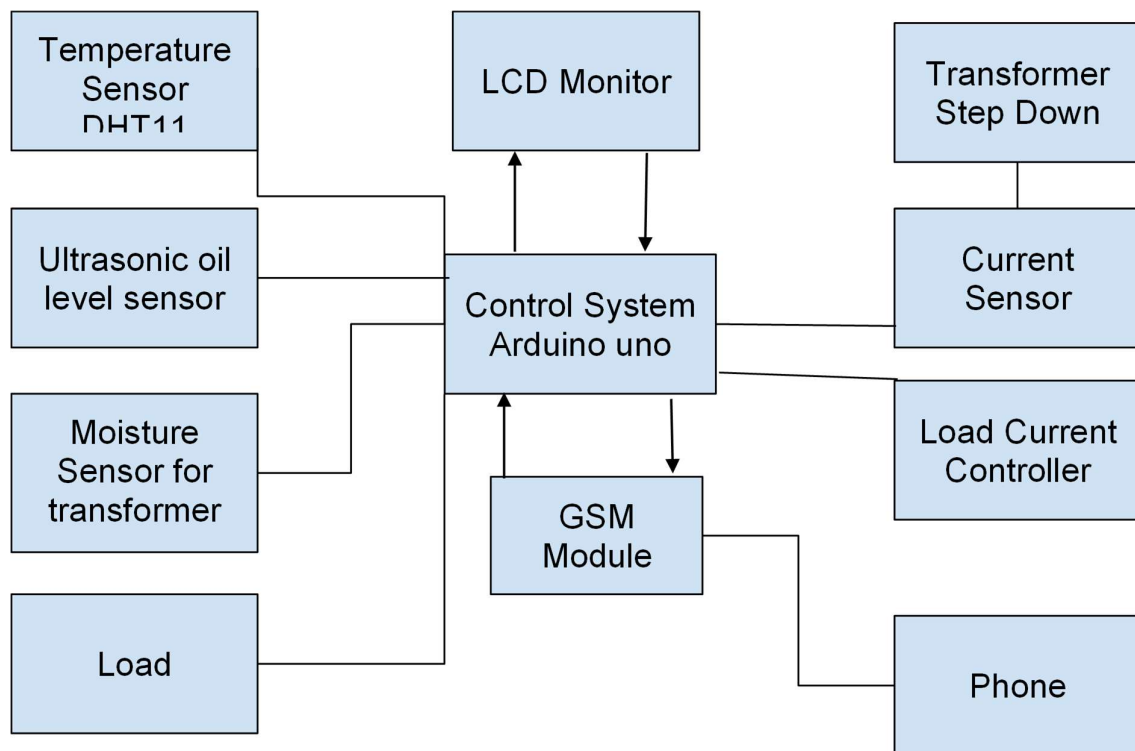 Temperature
Sensor
DHT11
LCD Monitor
Transformer
Step Down
Ultrasonic oil
level sensor
Control System
Arduino uno
Current
Sensor
Moisture
Sensor for
transformer
Load Current
Controller
GSM
Module
Load
Phone